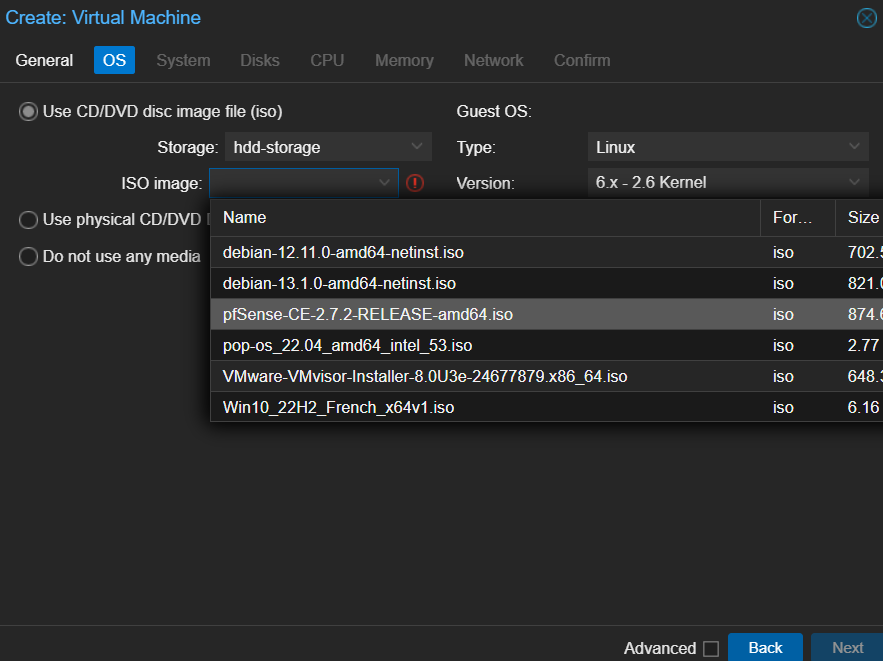 Create: Virtual Machine
General OS System Disks CPU Memory Network Confirm
Use CD/DVD disc image file (iso) Guest OS:
Storage: hdd-storage Type: Linux
ISO image: Version: 6.x - 2.6 Kernel
Use physical CD/DVD
Do not use any media
Name For... Size
debian-12.11.0-amd64-netinst.iso iso 702.5
debian-13.1.0-amd64-netinst.iso iso 821.0
pfSense-CE-2.7.2-RELEASE-amd64.iso iso 874.6
pop-os_22.04_amd64_intel_53.iso iso 2.77
VMware-VMvisor-Installer-8.0U3e-24677879.x86_64.iso iso 648.3
Win10_22H2_French_x64v1.iso iso 6.16
Advanced Back Next